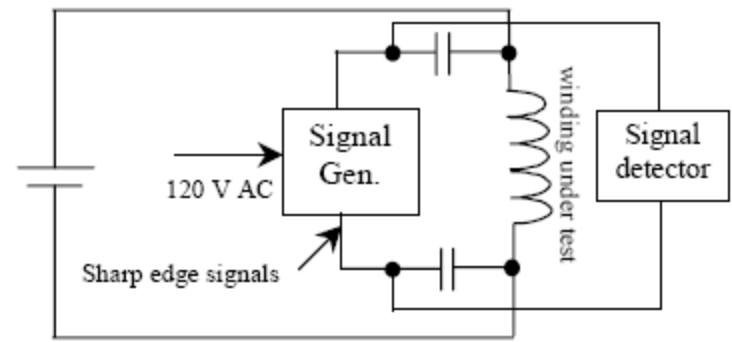 Signal
Gen.
120 V AC
Sharp edge signals
winding under test
Signal
detector